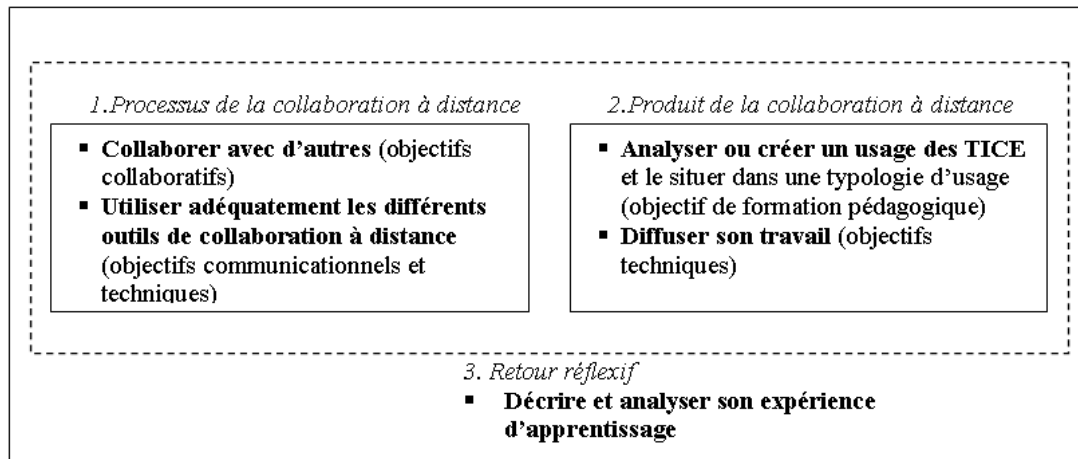 1.Processus de la collaboration à distance
▪ Collaborer avec d'autres (objectifs
collaboratifs)
▪ Utiliser adéquatement les différents
outils de collaboration à distance
(objectifs communicationnels et
techniques)
2.Produit de la collaboration à distance
▪ Analyser ou créer un usage des TICE
et le situer dans une typologie d'usage
(objectif de formation pédagogique)
▪ Diffuser son travail (objectifs
techniques)
3. Retour réflexif
▪ Décrire et analyser son expérience
d'apprentissage